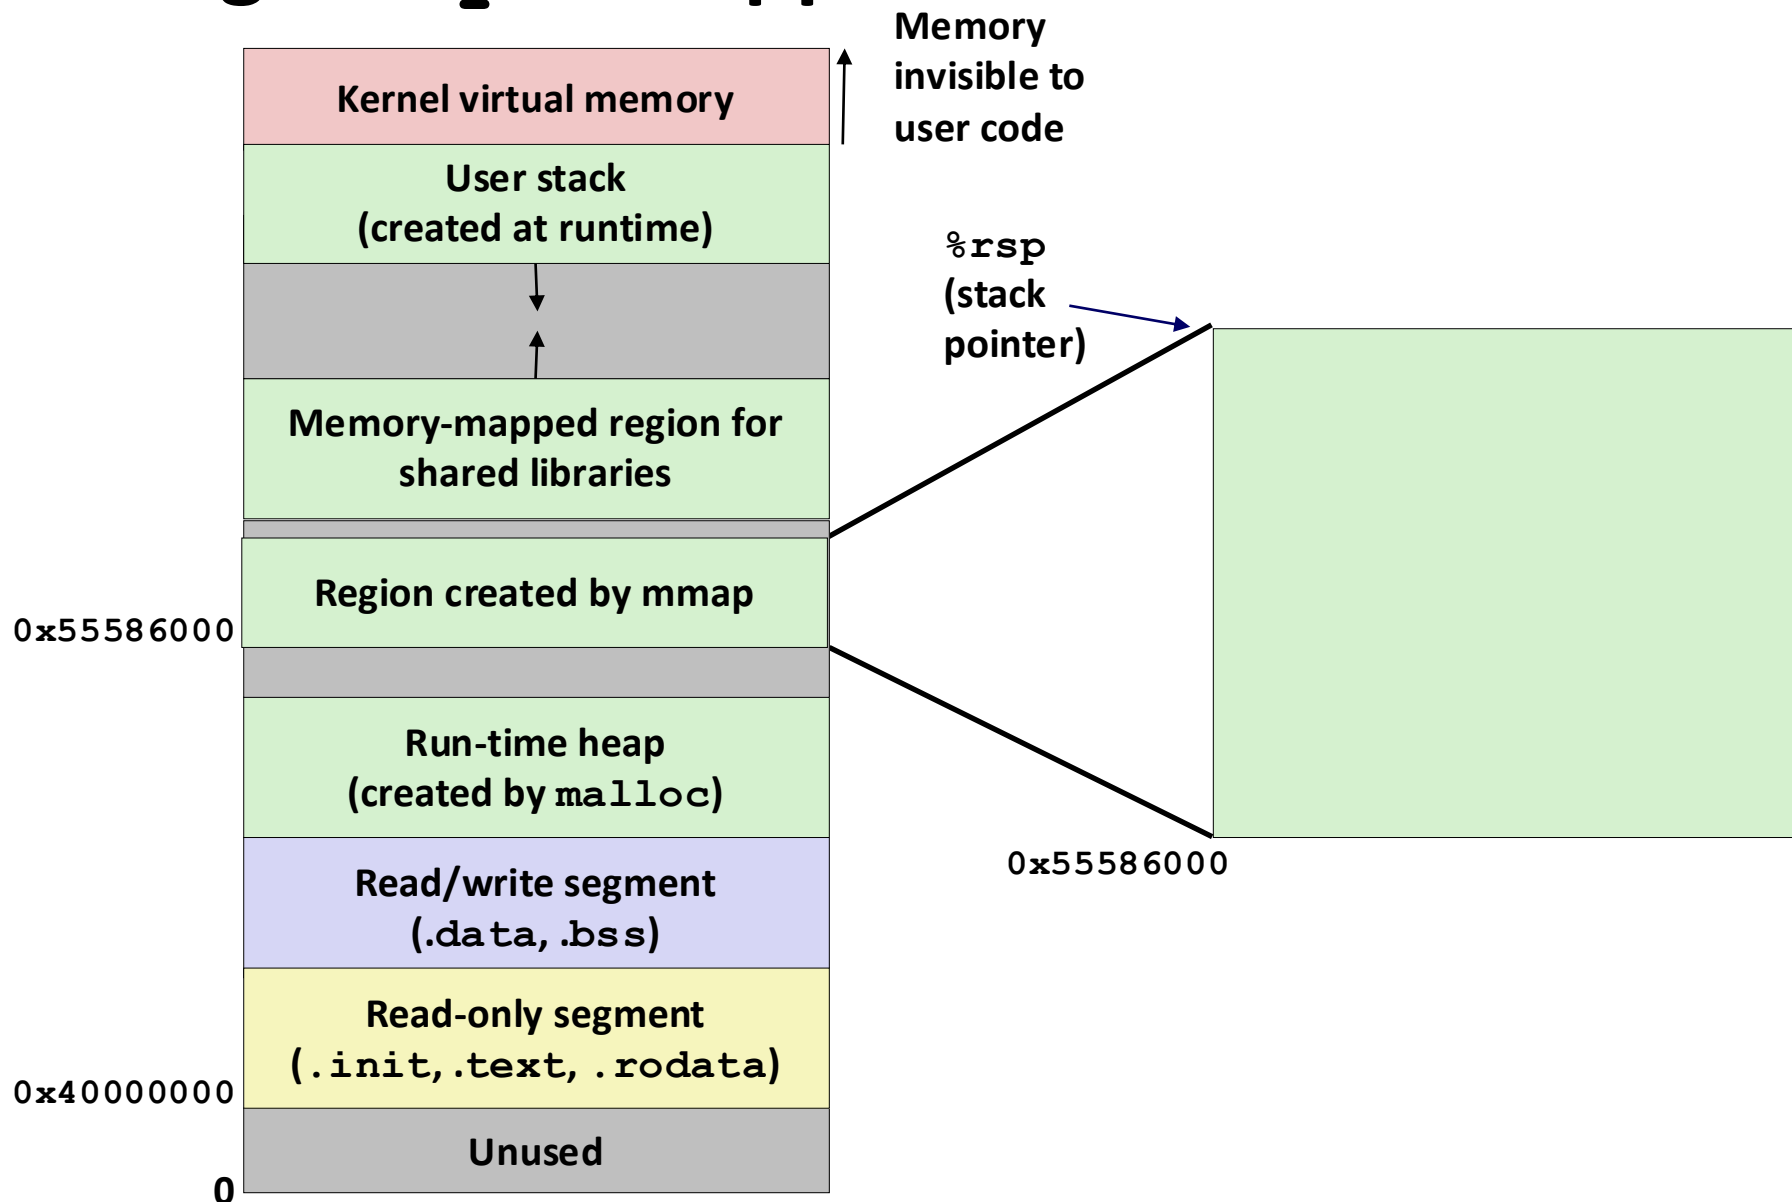 Memory
invisible to
user code
Kernel virtual memory
User stack
(created at runtime)
%rsp
(stack
pointer)
Memory-mapped region for
shared libraries
Region created by mmap
0x55586000
Run-time heap
(created by malloc)
0x55586000
Read/write segment
(.data, .bss)
Read-only segment
(.init, .text, .rodata)
0x40000000
Unused
0